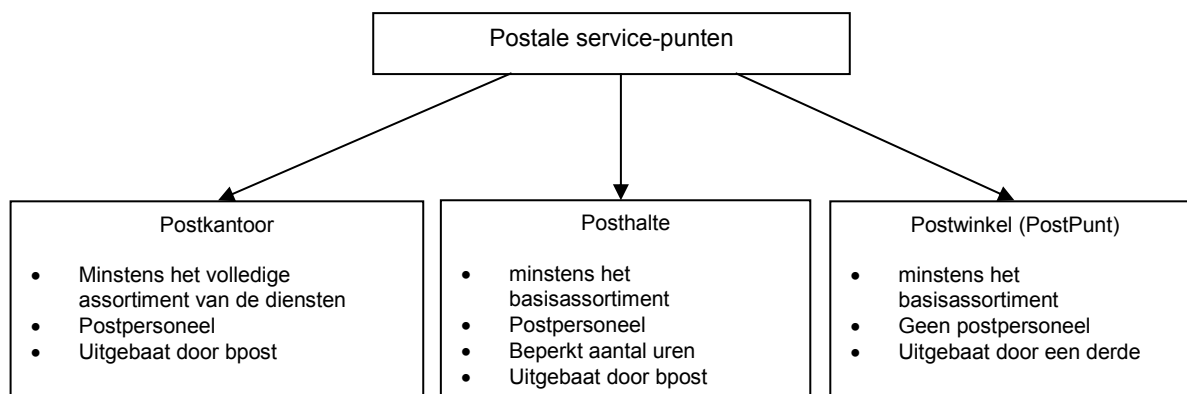 Postale service-punten
Postkantoor
• Minstens het volledige
assortiment van de diensten
• Postpersoneel
• Uitgebaat door bpost
Posthalte
• minstens het
basisassortiment
• Postpersoneel
• Beperkt aantal uren
• Uitgebaat door bpost
Postwinkel (PostPunt)
• minstens het
basisassortiment
• Geen postpersoneel
• Uitgebaat door een derde